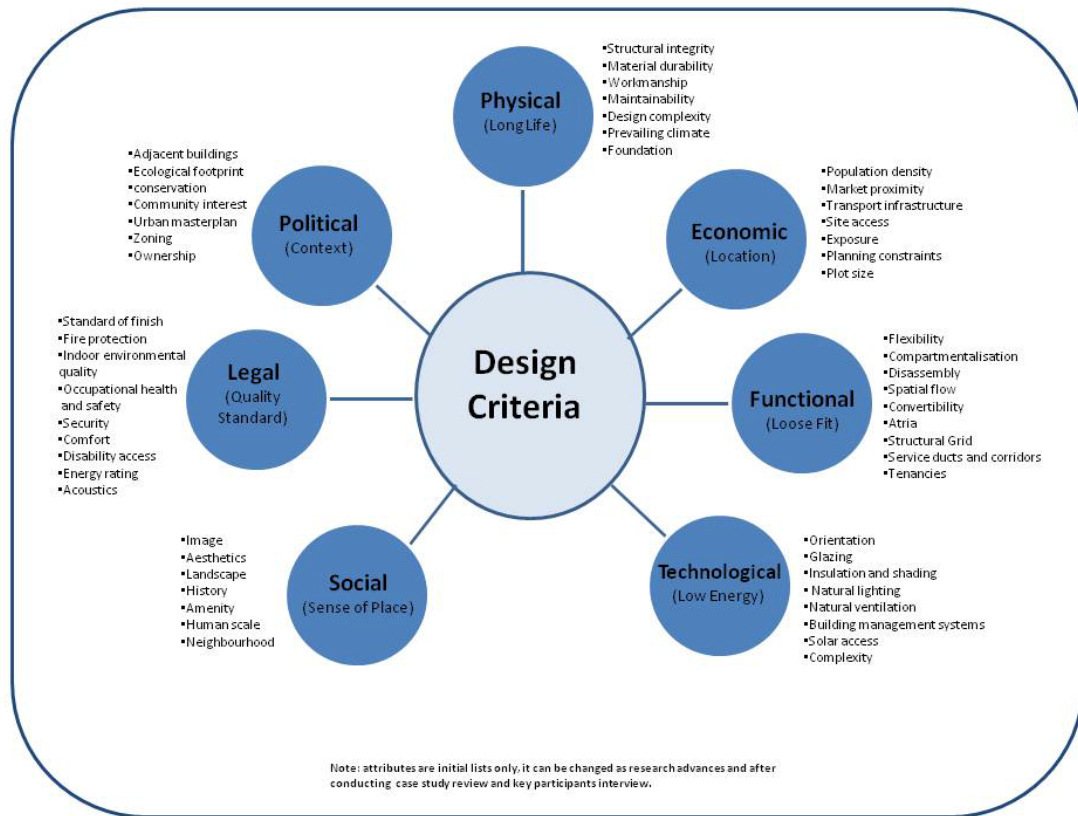 Physical
(Long Life)
▪Structural integrity
▪Material durability
▪Workmanship
▪Maintainability
▪Design complexity
▪Prevailing climate
▪Foundation
Economic
(Location)
▪Population density
▪Market proximity
▪Transport infrastructure
▪Site access
▪Exposure
▪Planning constraints
▪Plot size
Functional
(Loose Fit)
▪Flexibility
▪Compartmentalisation
▪Disassembly
▪Spatial flow
▪Convertibility
▪Atria
▪Structural Grid
▪Service ducts and corridors
▪Tenancies
Technological
(Low Energy)
▪Orientation
▪Glazing
▪Insulation and shading
▪Natural lighting
▪Natural ventilation
▪Building management systems
▪Solar access
▪Complexity
Social
(Sense of Place)
▪Image
▪Aesthetics
▪Landscape
▪History
▪Amenity
▪Human scale
▪Neighbourhood
Legal
(Quality
Standard)
▪Standard of finish
▪Fire protection
▪Indoor environmental
quality
▪Occupational health
and safety
▪Security
▪Comfort
▪Disability access
▪Energy rating
▪Acoustics
Political
(Context)
▪Adjacent buildings
▪Ecological footprint
▪conservation
▪Community interest
▪Urban masterplan
▪Zoning
▪Ownership
Design
Criteria
Note: attributes are initial lists only, it can be changed as research advances and after
conducting case study review and key participants interview.